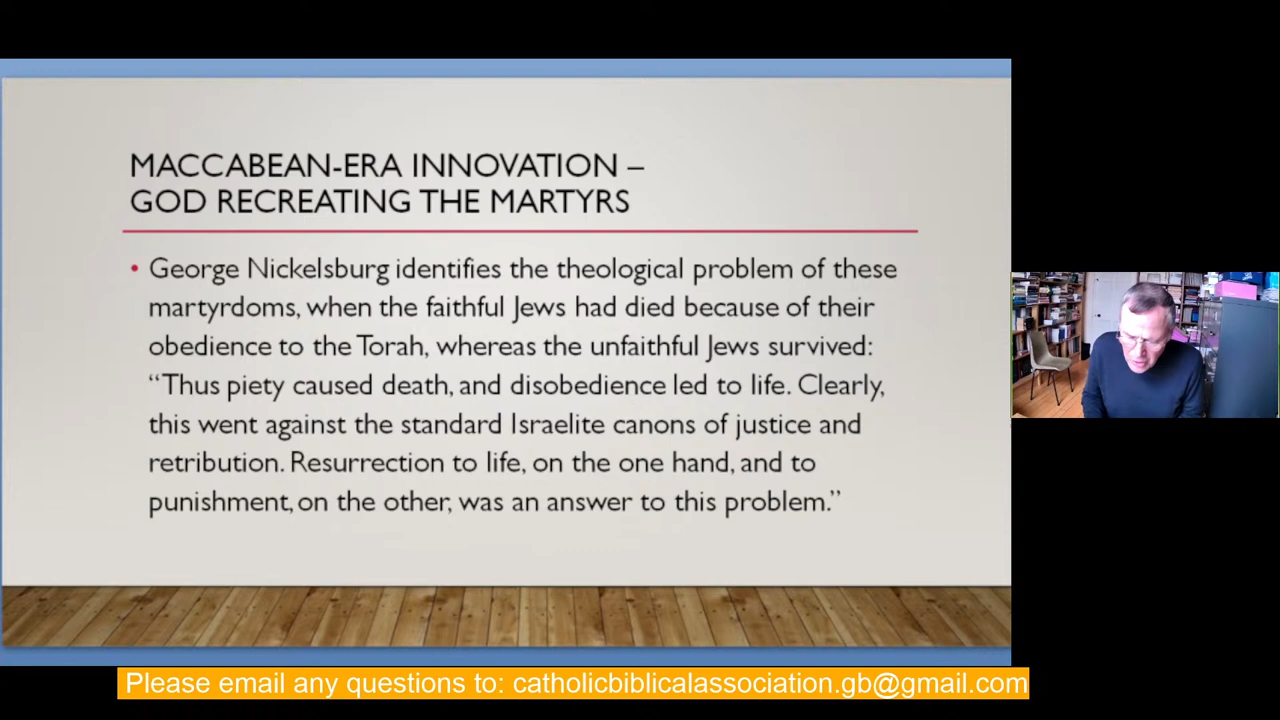 MACCABEAN-ERA INNOVATION –
GOD RECREATING THE MARTYRS
• George Nickelsburg identifies the theological problem of these
martyrdoms, when the faithful Jews had died because of their
obedience to the Torah, whereas the unfaithful Jews survived:
“Thus piety caused death, and disobedience led to life. Clearly,
this went against the standard Israelite canons of justice and
retribution. Resurrection to life, on the one hand, and to
punishment, on the other, was an answer to this problem.”
Please email any questions to: catholicbiblicalassociation.gb@gmail.com